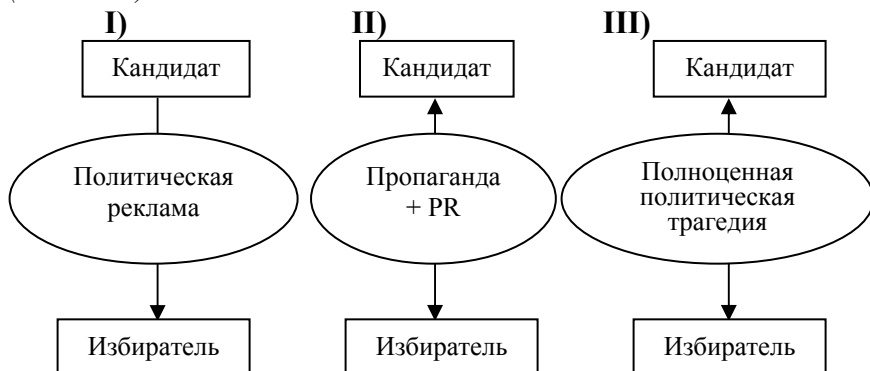 I) II) III)
Кандидат Кандидат Кандидат
Политическая
реклама
Пропаганда
+ PR
Полноценная
политическая
трагедия
Избиратель Избиратель Избиратель